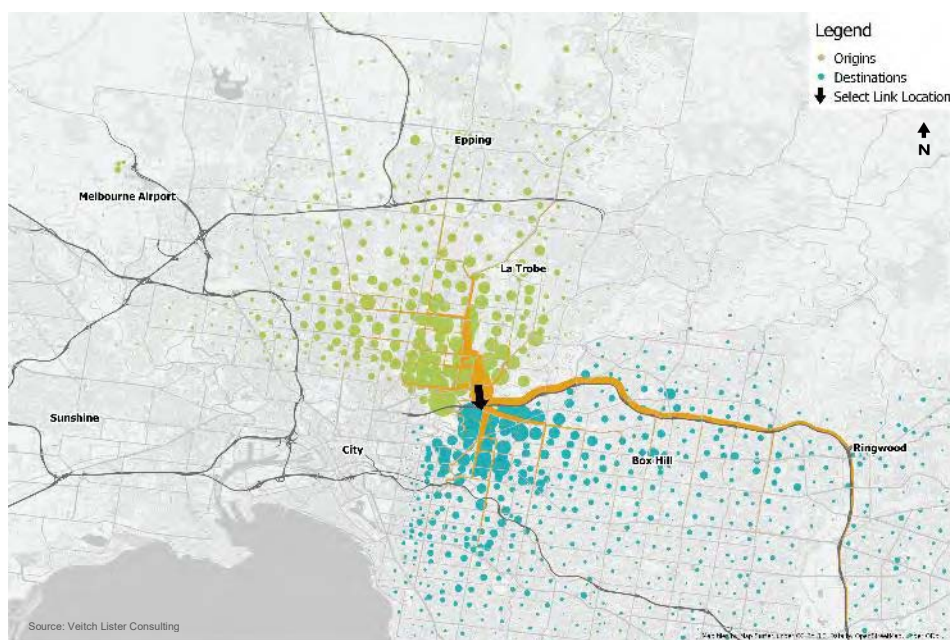 Legend
Origins
Destinations
Select Link Location
N
Epping
Melbourne Airport
La Trobe
Sunshine
City
Box Hill
Ringwood
Source: Veitch Lister Consulting